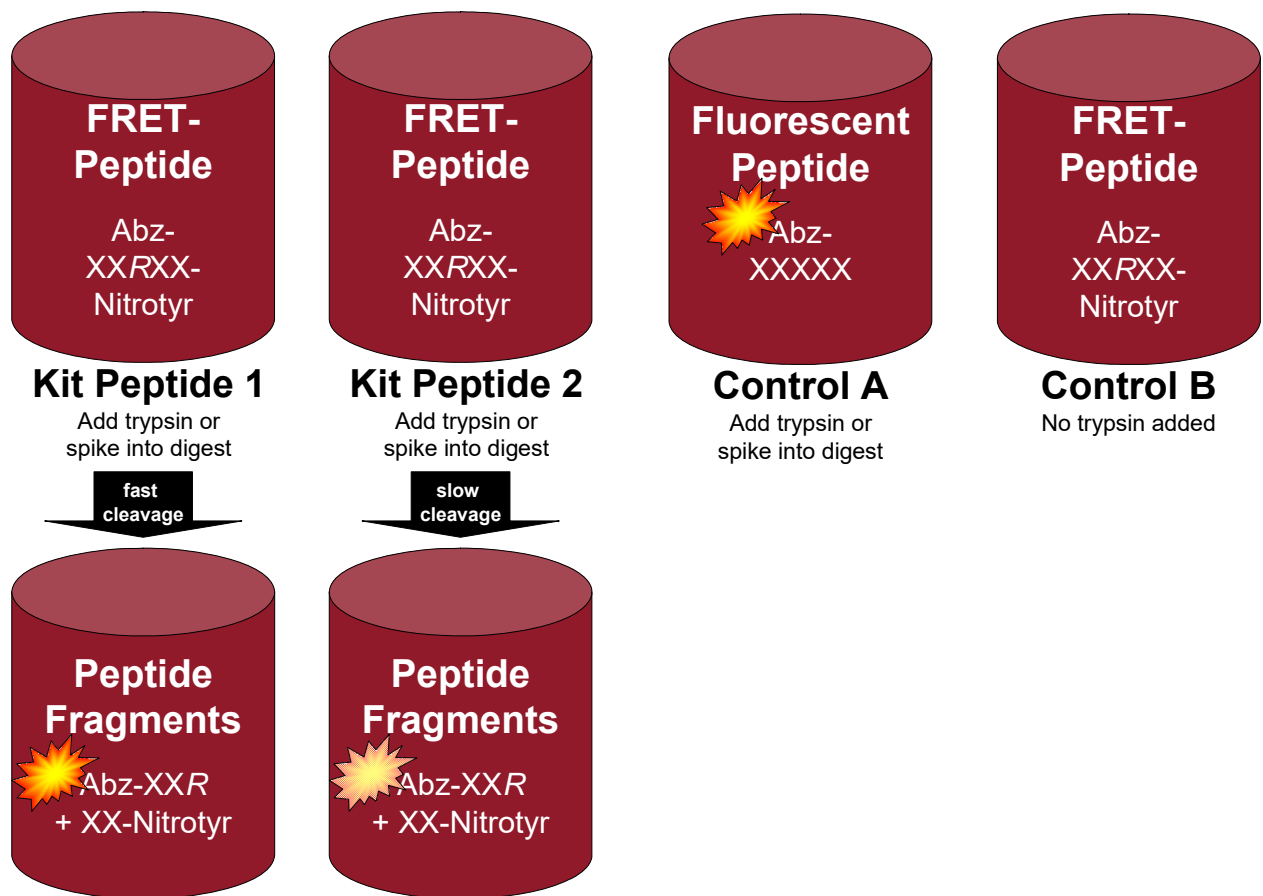 FRET-
Peptide
Abz-
XXRXX-
Nitrotyr
Kit Peptide 1
Add trypsin or
spike into digest
fast
cleavage
Peptide
Fragments
Abz-XXR
+ XX-Nitrotyr
FRET-
Peptide
Abz-
XXRXX-
Nitrotyr
Kit Peptide 2
Add trypsin or
spike into digest
slow
cleavage
Peptide
Fragments
Abz-XXR
+ XX-Nitrotyr
Fluorescent
Peptide
Abz-
XXXXX
Control A
Add trypsin or
spike into digest
FRET-
Peptide
Abz-
XXRXX-
Nitrotyr
Control B
No trypsin added